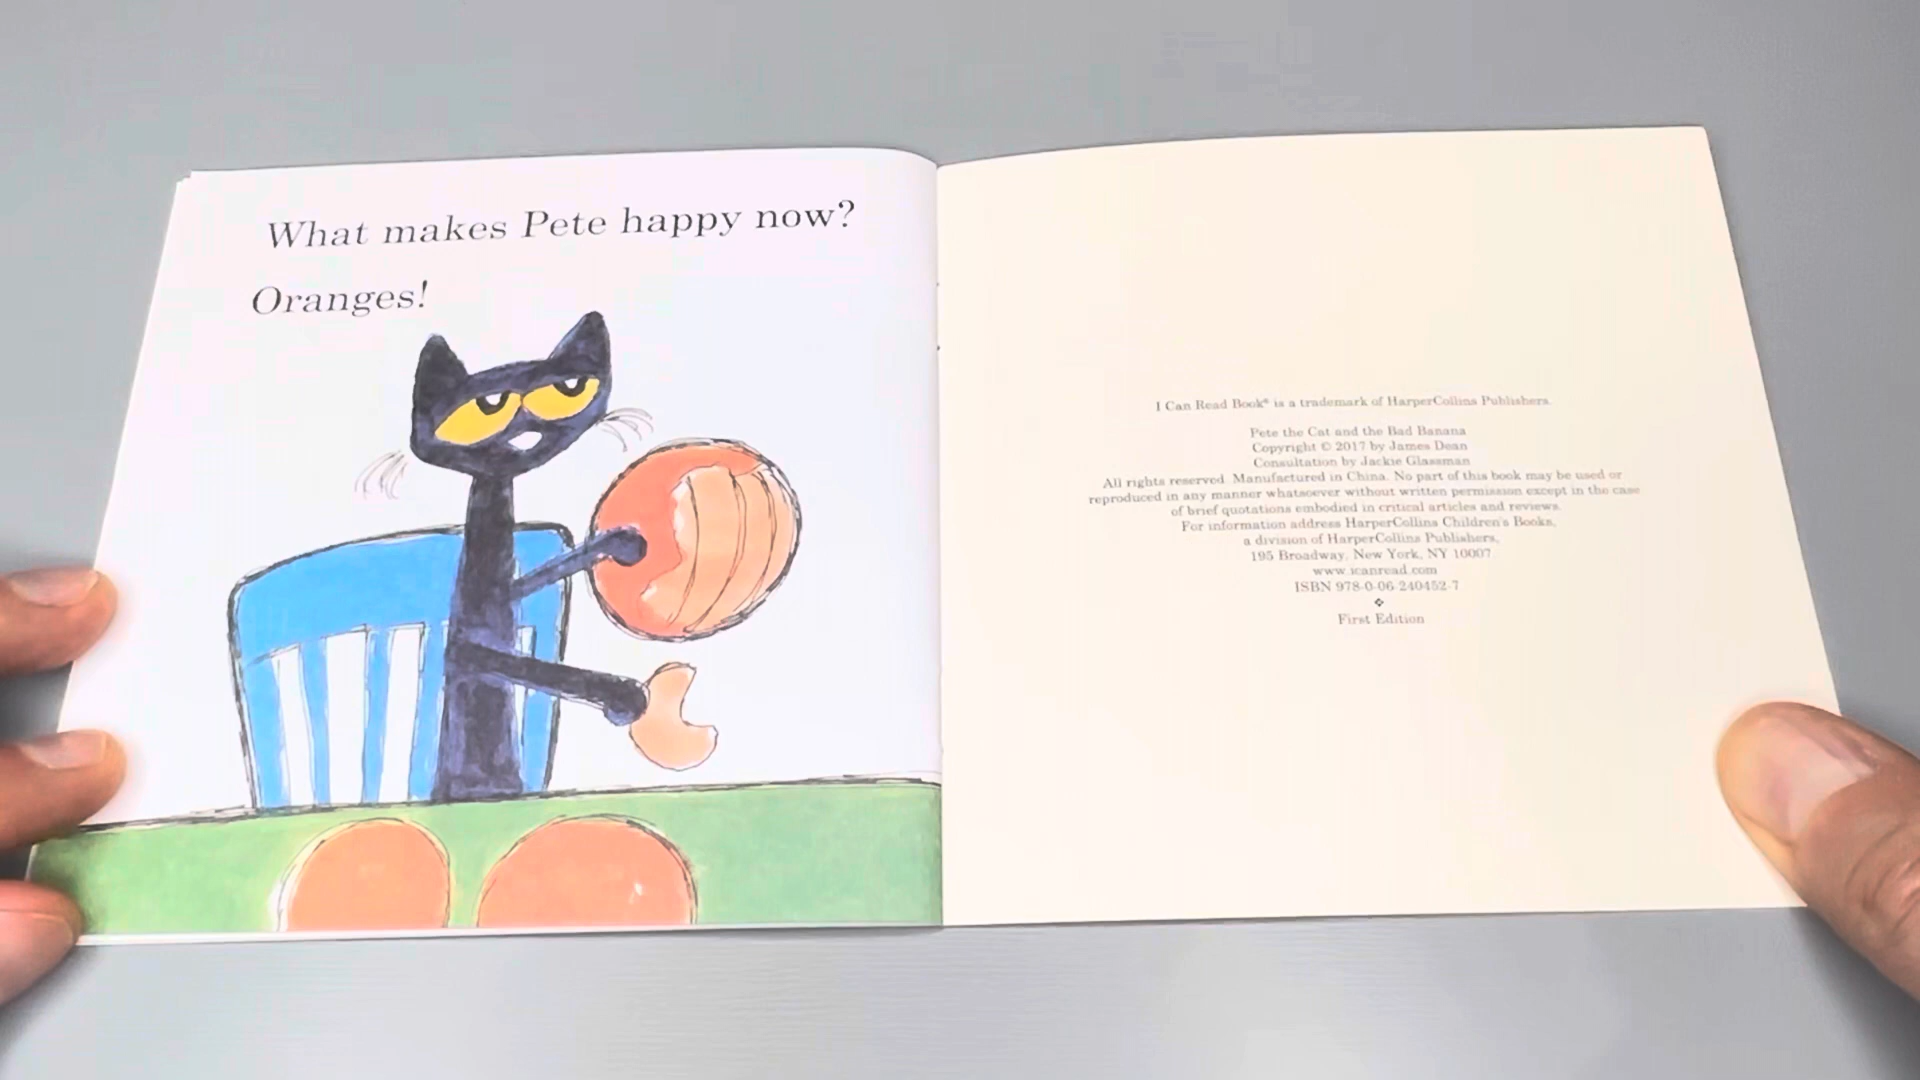 What makes Pete happy now?
Oranges!
I Can Read Book® is a trademark of HarperCollins Publishers.
Pete the Cat and the Bad Banana
Copyright © 2017 by James Dean
Consultation by Jackie Glassman
All rights reserved. Manufactured in China. No part of this book may be used or
reproduced in any manner whatsoever without written permission except in the case
of brief quotations embodied in critical articles and reviews.
For information address HarperCollins Children's Books,
a division of HarperCollins Publishers,
195 Broadway, New York, NY 10007
www.icanread.com
ISBN 978-0-06-240452-7
First Edition